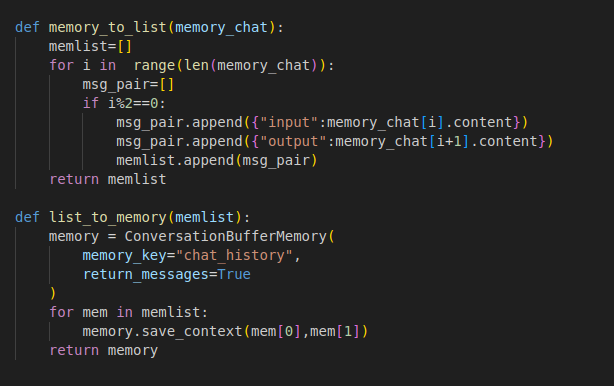 def memory_to_list(memory_chat):
    memlist=[]
    for i in  range(len(memory_chat)):
        msg_pair=[]
        if i%2==0:
            msg_pair.append({"input":memory_chat[i].content})
            msg_pair.append({"output":memory_chat[i+1].content})
            memlist.append(msg_pair)
    return memlist

def list_to_memory(memlist):
    memory = ConversationBufferMemory(
        memory_key="chat_history",
        return_messages=True
    )
    for mem in memlist:
        memory.save_context(mem[0],mem[1])
    return memory